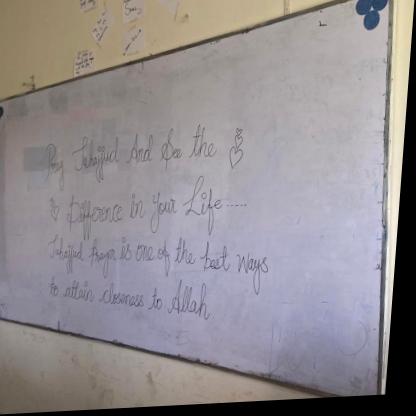 Pray Tahajjud And See the
Difference in Your Life.....
Tahajjud Prayer is one of the best Ways
to attain closeness to Allah